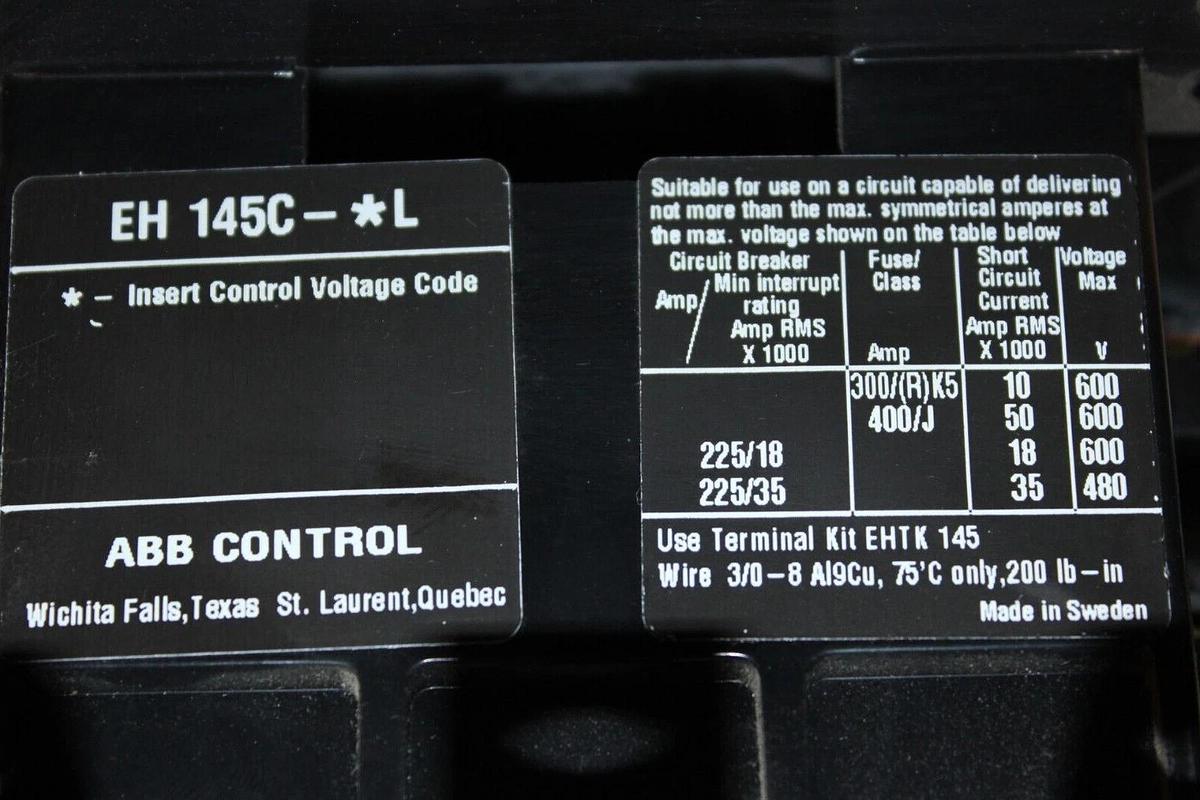 EH 145C - *L
* - Insert Control Voltage Code
ABB CONTROL
Wichita Falls,Texas St. Laurent,Quebec
Suitable for use on a circuit capable of delivering
not more than the max. symmetrical amperes at
the max. voltage shown on the table below
Circuit Breaker
Amp/
Min interrupt
rating
Amp RMS
X 1000
Fuse/
Class
Amp
Short
Circuit
Current
Amp RMS
X 1000
Voltage
Max
V
300/(R)K5 10 600
400/J 50 600
225/18 18 600
225/35 35 480
Use Terminal Kit EHTK 145
Wire 3/0-8 Al9Cu, 75'C only,200 lb-in
Made in Sweden